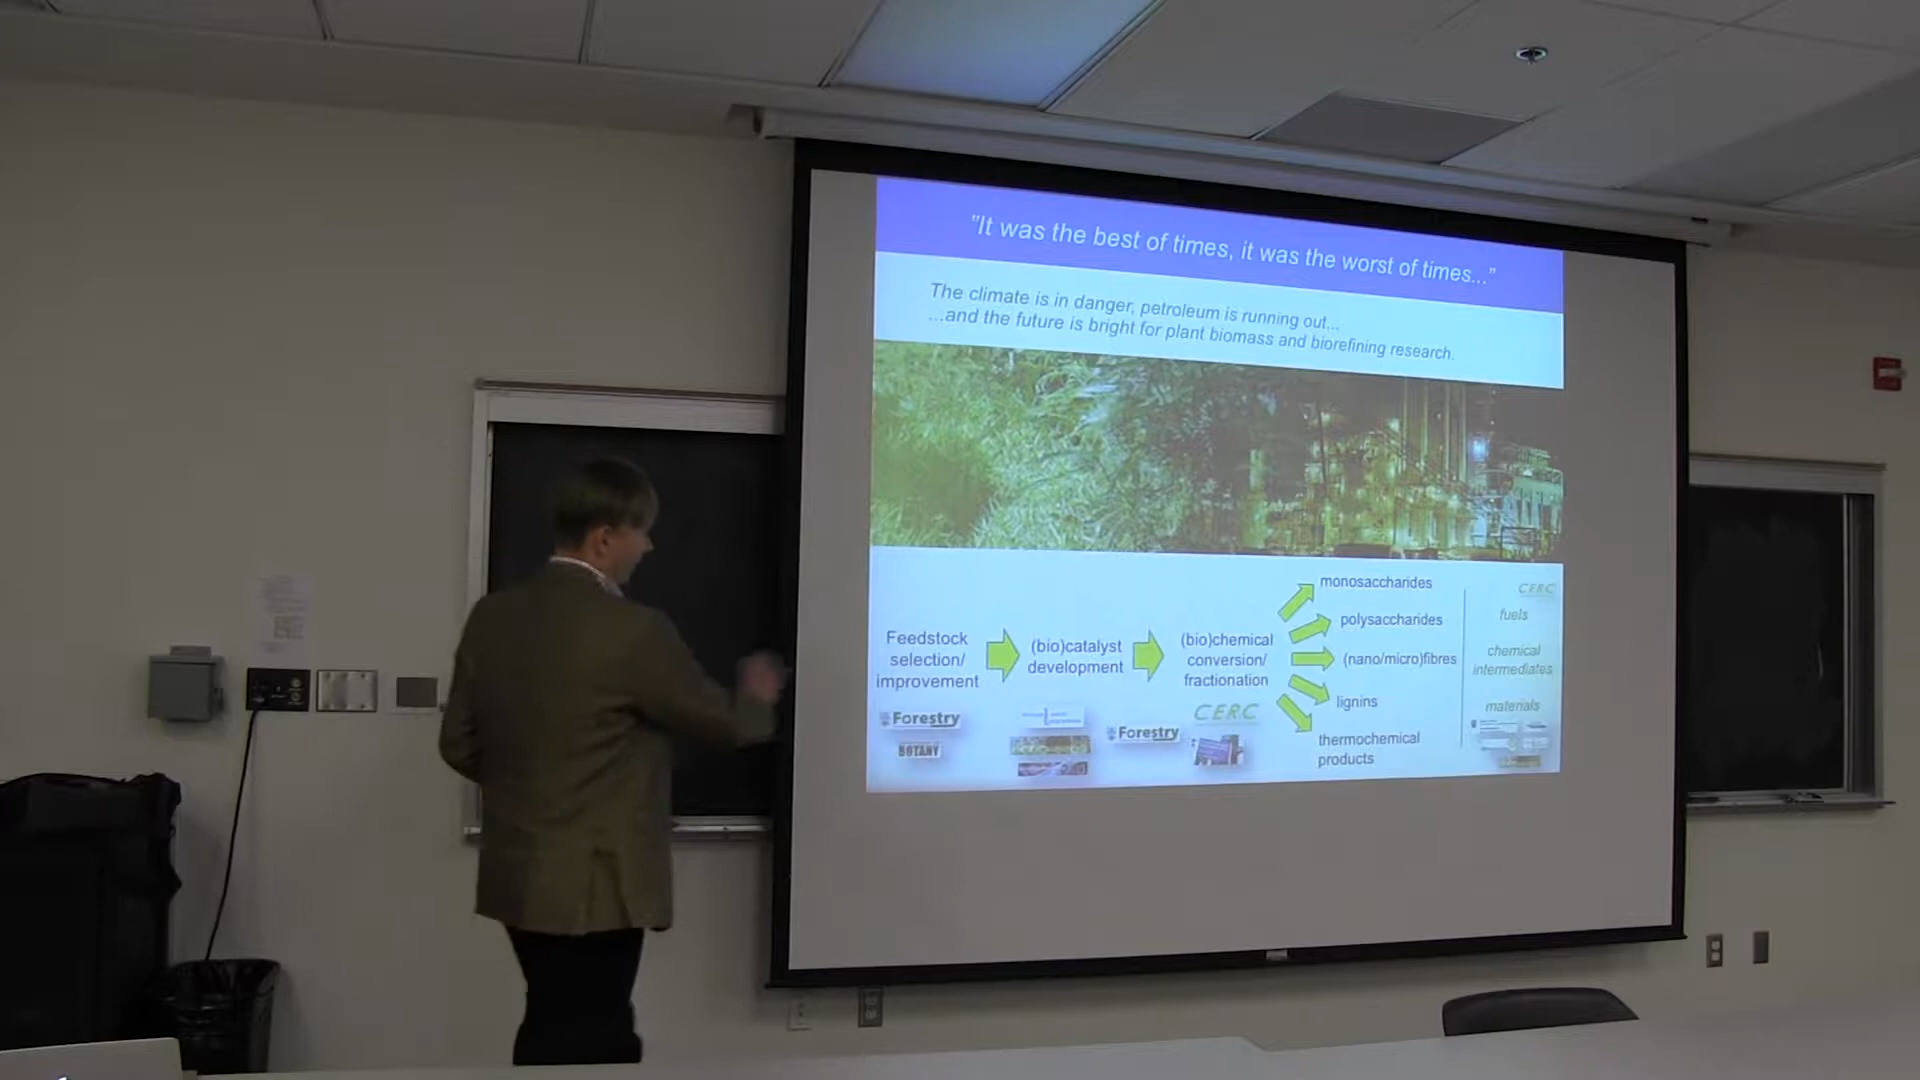 "It was the best of times, it was the worst of times..."
The climate is in danger, petroleum is running out...
...and the future is bright for plant biomass and biorefining research.
Feedstock
selection/
improvement
(bio)catalyst
development
(bio)chemical
conversion/
fractionation
monosaccharides
polysaccharides
(nano/micro)fibres
lignins
thermochemical
products
CERC
fuels
chemical
intermediates
materials
Forestry
BOTANY
Forestry
CERC